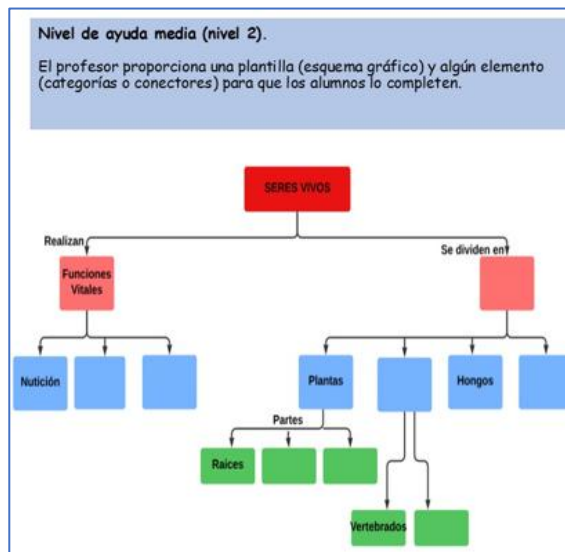 Nivel de ayuda media (nivel 2).
El profesor proporciona una plantilla (esquema gráfico) y algún elemento
(categorías o conectores) para que los alumnos lo completen.
SERES VIVOS
Realizan
Se dividen en
Funciones
Vitales
Nutición
Plantas
Hongos
Partes
Raices
Vertebrados